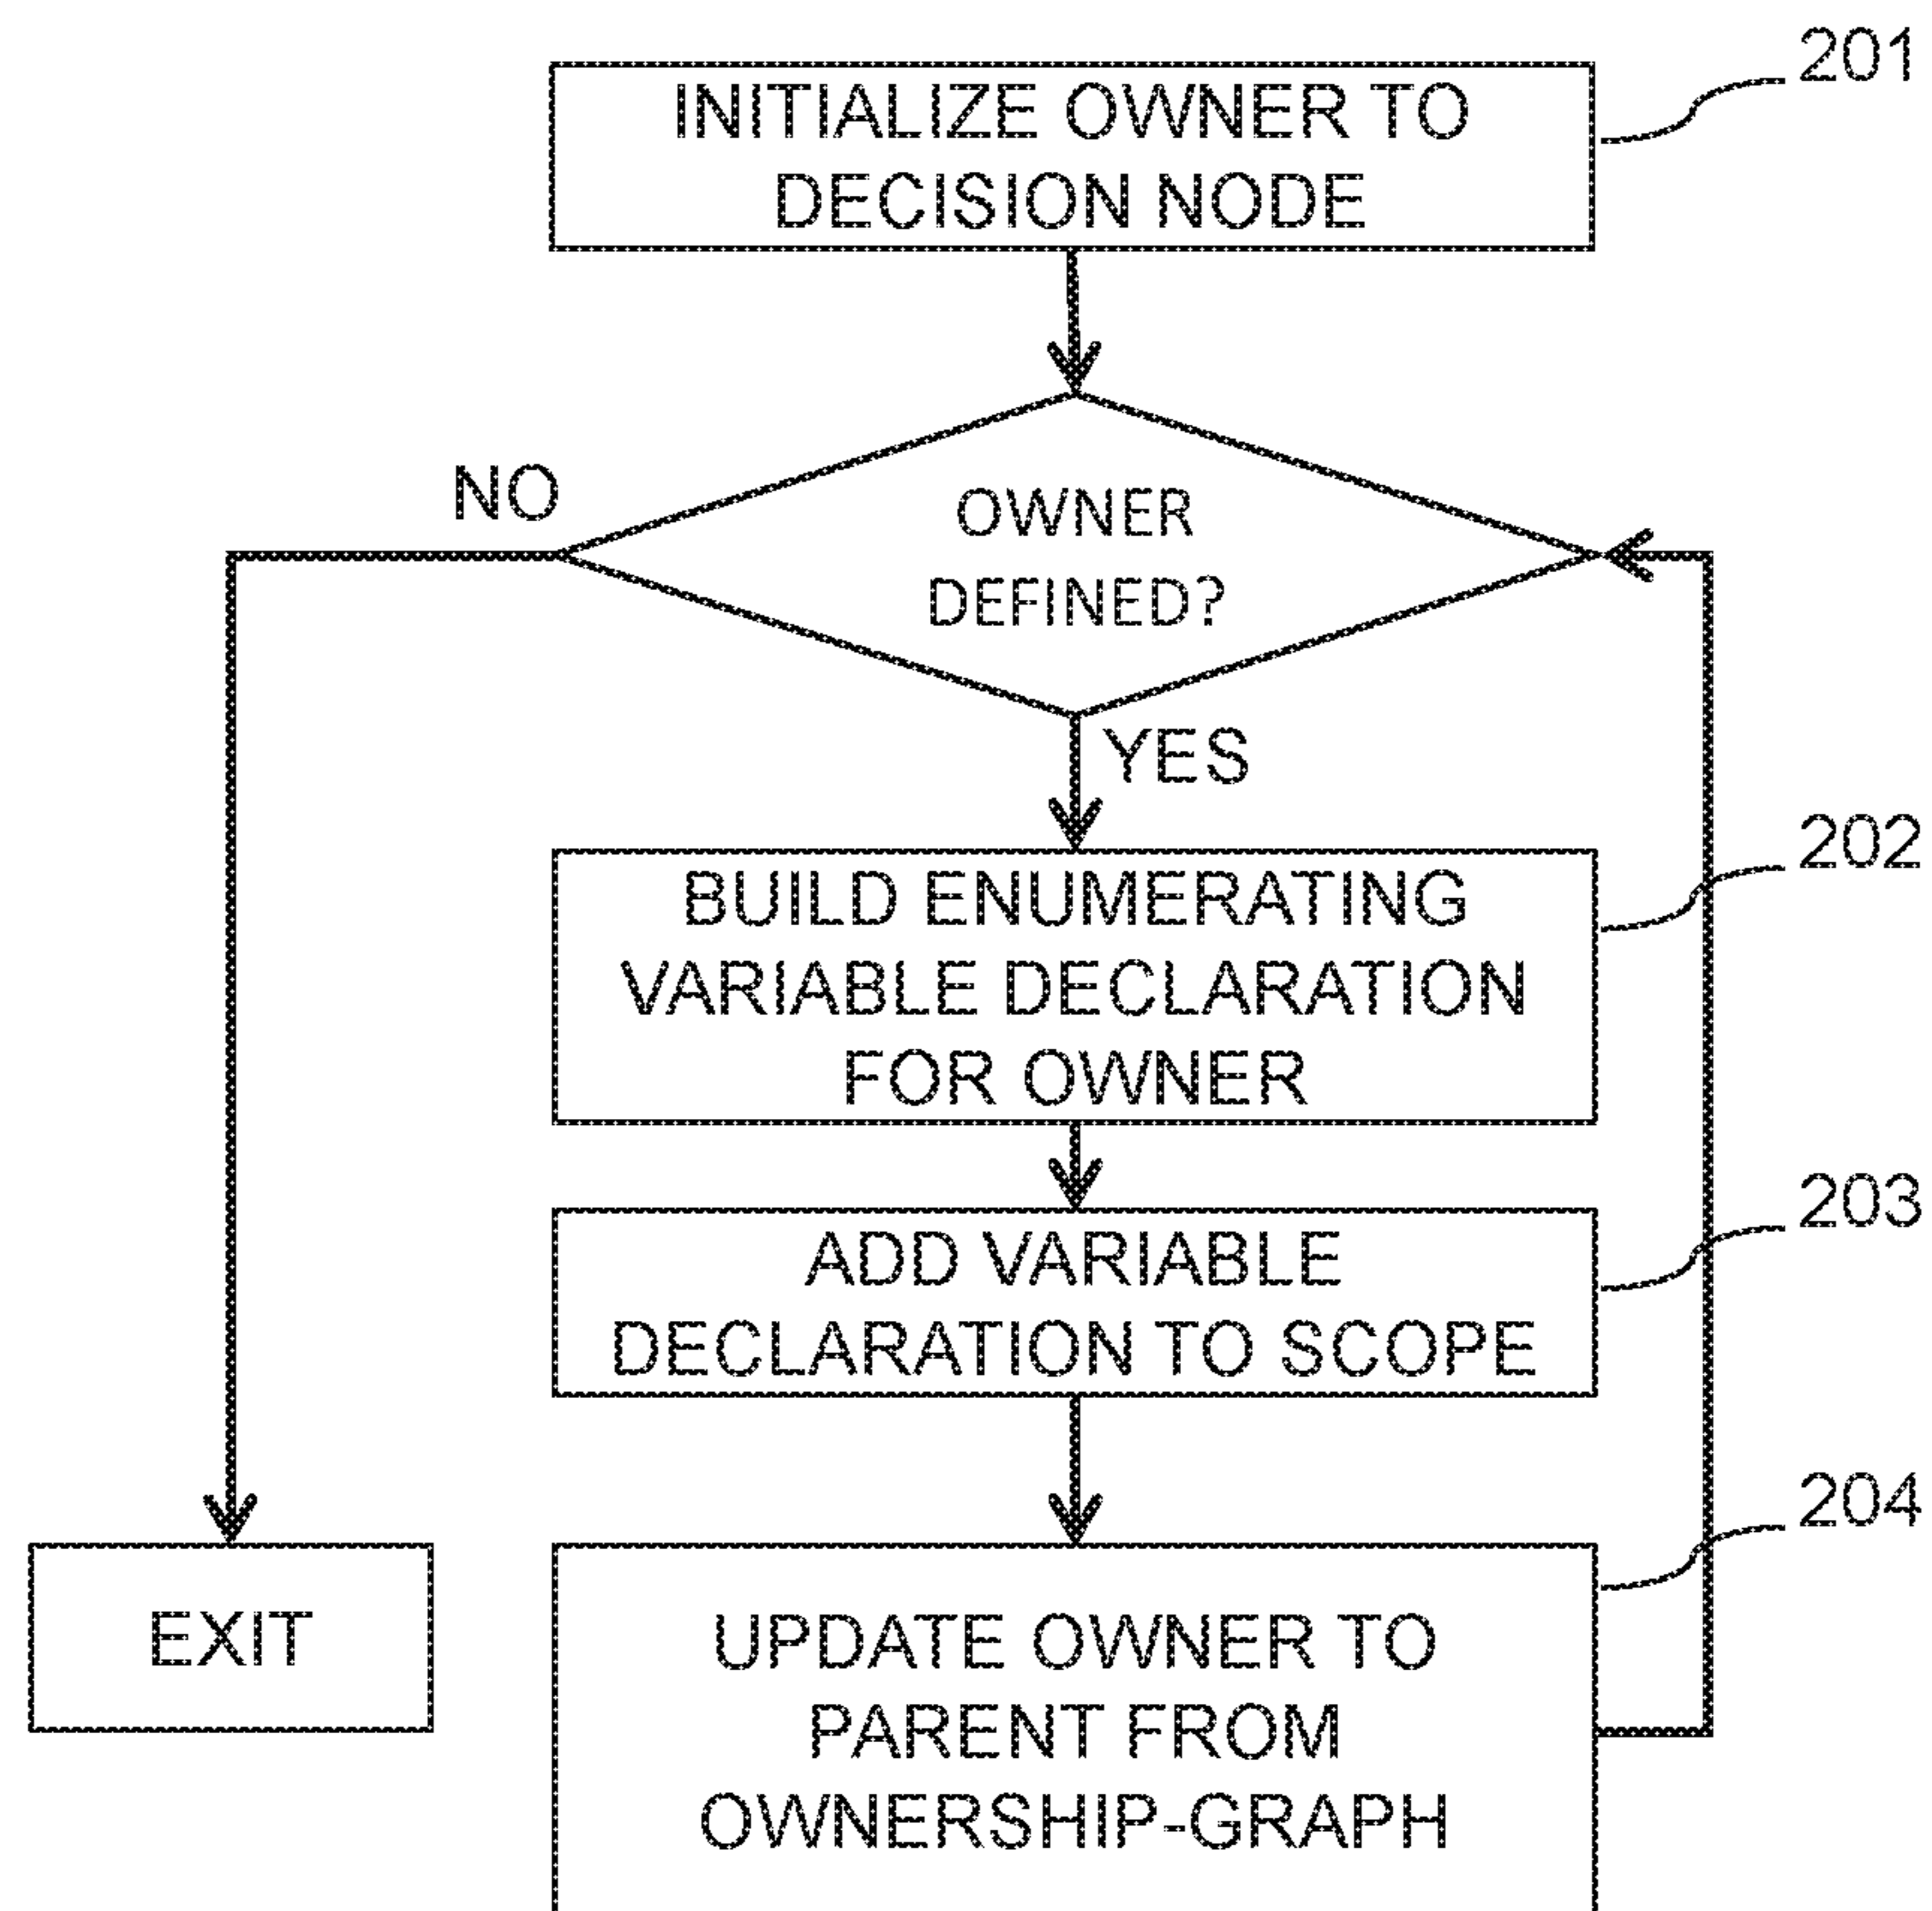 201
INITIALIZE OWNER TO
DECISION NODE
NO
OWNER
DEFINED?
YES
202
BUILD ENUMERATING
VARIABLE DECLARATION
FOR OWNER
203
ADD VARIABLE
DECLARATION TO SCOPE
204
EXIT
UPDATE OWNER TO
PARENT FROM
OWNERSHIP-GRAPH